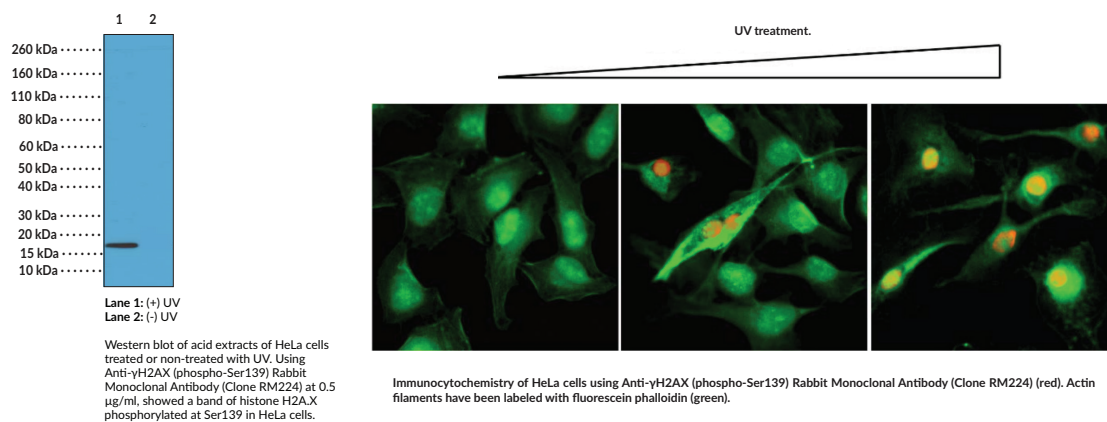 1 2
260 kDa
160 kDa
110 kDa
80 kDa
60 kDa
50 kDa
40 kDa
30 kDa
20 kDa
15 kDa
10 kDa
Lane 1: (+) UV
Lane 2: (-) UV
Western blot of acid extracts of HeLa cells
treated or non-treated with UV. Using
Anti-γH2AX (phospho-Ser139) Rabbit
Monoclonal Antibody (Clone RM224) at 0.5
µg/ml, showed a band of histone H2A.X
phosphorylated at Ser139 in HeLa cells.
UV treatment.
Immunocytochemistry of HeLa cells using Anti-γH2AX (phospho-Ser139) Rabbit Monoclonal Antibody (Clone RM224) (red). Actin
filaments have been labeled with fluorescein phalloidin (green).